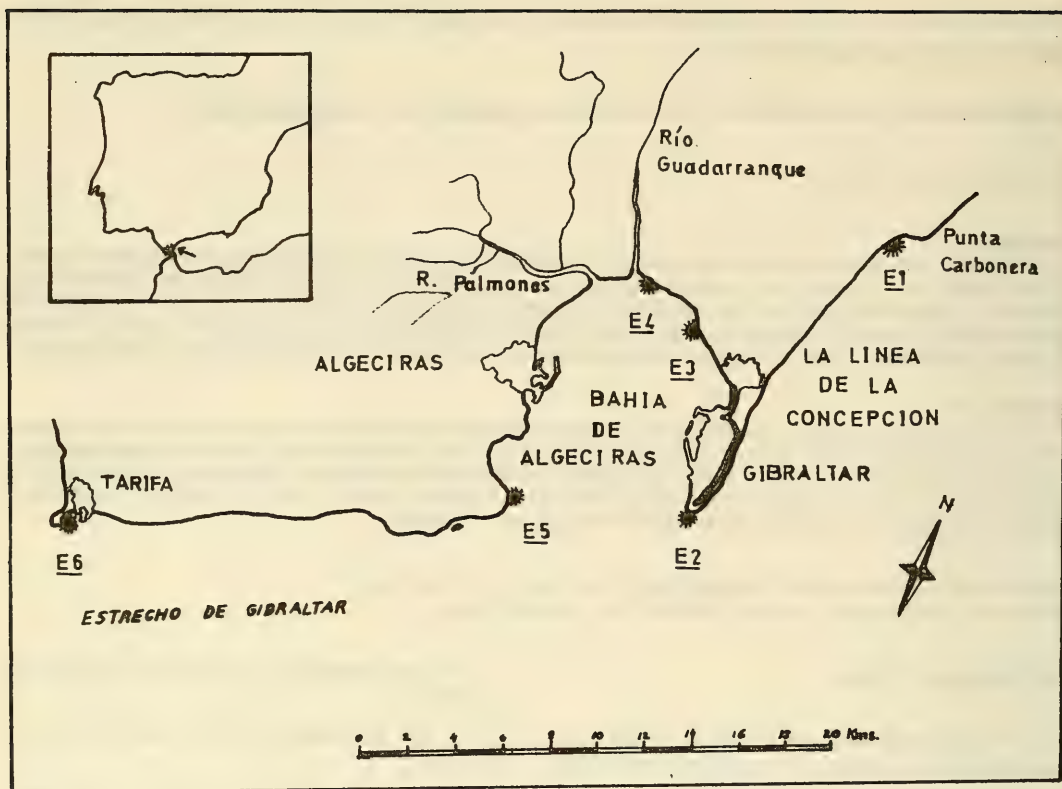 Río
Guadarranque
Punta
Carbonera
E1
R. Palmones
E4
E3
ALGECIRAS
LA LINEA
DE LA
CONCEPCION
BAHIA
DE
ALGECIRAS
GIBRALTAR
TARIFA
E5
E2
E6
N
ESTRECHO DE GIBRALTAR
0 2 4 6 8 10 12 14 16 18 20 Kms.